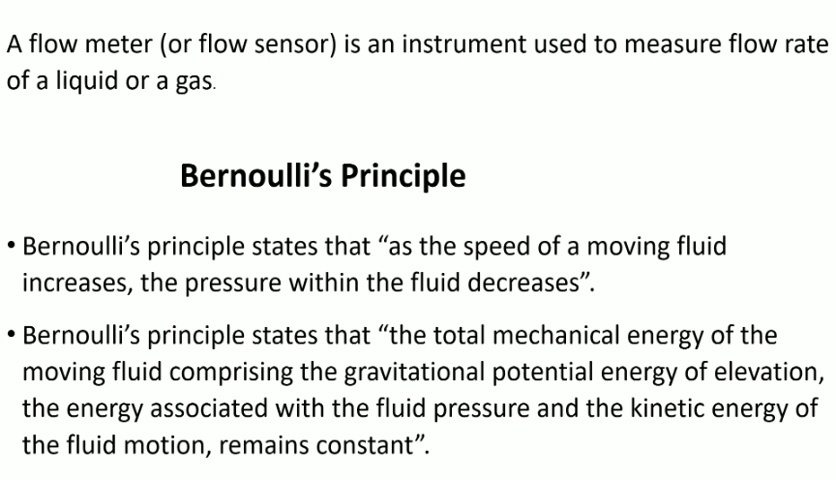 A flow meter (or flow sensor) is an instrument used to measure flow rate
of a liquid or a gas.
Bernoulli’s Principle
• Bernoulli’s principle states that “as the speed of a moving fluid
increases, the pressure within the fluid decreases”.
• Bernoulli’s principle states that “the total mechanical energy of the
moving fluid comprising the gravitational potential energy of elevation,
the energy associated with the fluid pressure and the kinetic energy of
the fluid motion, remains constant”.